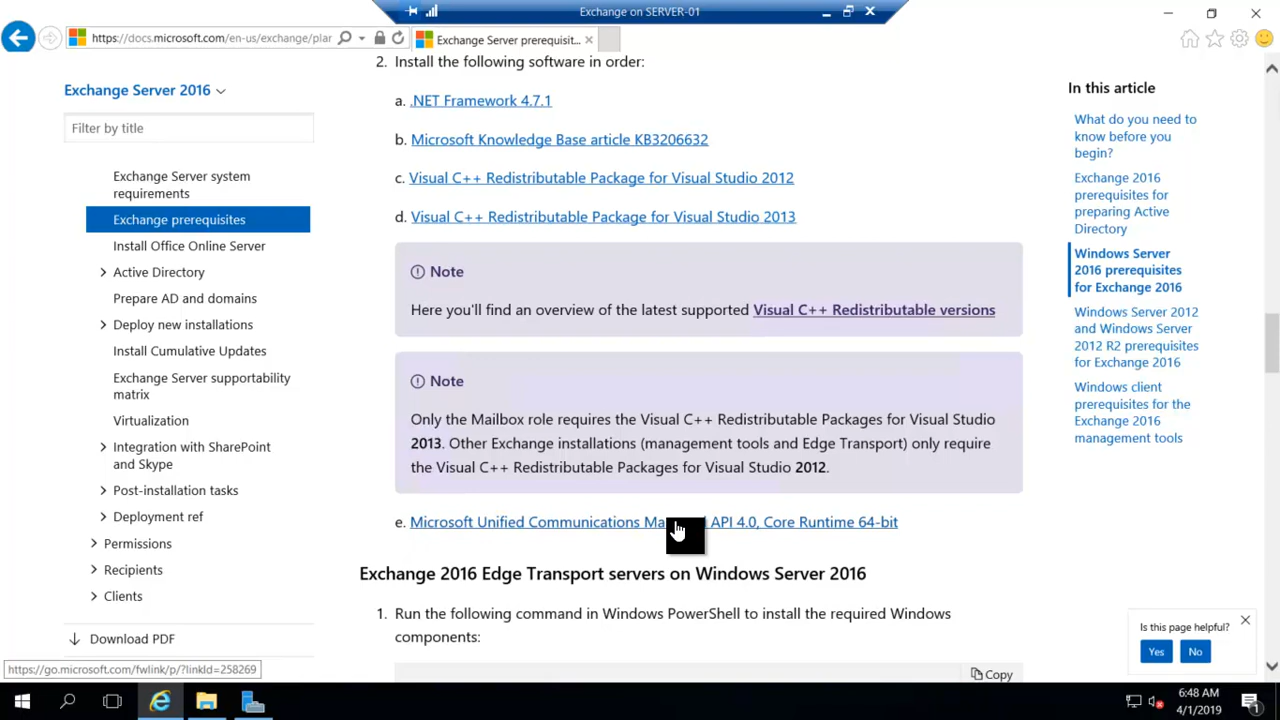 Exchange on SERVER-01
https://docs.microsoft.com/en-us/exchange/plar
Exchange Server prerequisit...
Exchange Server 2016
Filter by title
Exchange Server system
requirements
Exchange prerequisites
Install Office Online Server
Active Directory
Prepare AD and domains
Deploy new installations
Install Cumulative Updates
Exchange Server supportability
matrix
Virtualization
Integration with SharePoint
and Skype
Post-installation tasks
Deployment ref
Permissions
Recipients
Clients
Download PDF
https://go.microsoft.com/fwlink/p/?linkId=258269
2. Install the following software in order:
a. .NET Framework 4.7.1
b. Microsoft Knowledge Base article KB3206632
c. Visual C++ Redistributable Package for Visual Studio 2012
d. Visual C++ Redistributable Package for Visual Studio 2013
Note
Here you'll find an overview of the latest supported Visual C++ Redistributable versions
Note
Only the Mailbox role requires the Visual C++ Redistributable Packages for Visual Studio
2013. Other Exchange installations (management tools and Edge Transport) only require
the Visual C++ Redistributable Packages for Visual Studio 2012.
e. Microsoft Unified Communications Ma API 4.0, Core Runtime 64-bit
Exchange 2016 Edge Transport servers on Windows Server 2016
1. Run the following command in Windows PowerShell to install the required Windows
components:
Copy
In this article
What do you need to
know before you
begin?
Exchange 2016
prerequisites for
preparing Active
Directory
Windows Server
2016 prerequisites
for Exchange 2016
Windows Server 2012
and Windows Server
2012 R2 prerequisites
for Exchange 2016
Windows client
prerequisites for the
Exchange 2016
management tools
Is this page helpful?
Yes
No
6:48 AM
4/1/2019
1